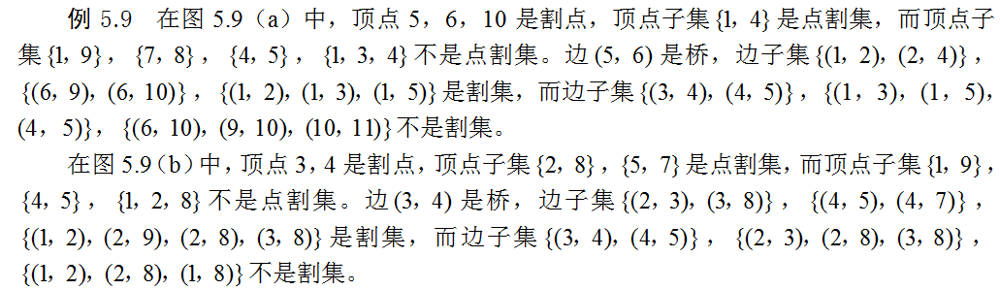 例 5.9 在图 5.9（a）中，顶点 5，6，10 是割点，顶点子集{1, 4}是点割集，而顶点子
集{1, 9}，{7, 8}，{4, 5}，{1, 3, 4}不是点割集。边(5, 6)是桥，边子集{(1, 2), (2, 4)}，
{(6, 9), (6, 10)}，{(1, 2), (1, 3), (1, 5)}是割集，而边子集{(3, 4), (4, 5)}，{(1，3)，(1，5)，
(4，5)}，{(6, 10), (9, 10), (10, 11)}不是割集。
在图 5.9（b）中，顶点 3，4 是割点，顶点子集{2, 8}，{5, 7}是点割集，而顶点子集{1, 9}，
{4, 5}，{1, 2, 8}不是点割集。边(3, 4)是桥，边子集{(2, 3), (3, 8)}，{(4, 5), (4, 7)}，
{(1, 2), (2, 9), (2, 8), (3, 8)}是割集，而边子集{(3, 4), (4, 5)}，{(2, 3), (2, 8), (3, 8)}，
{(1, 2), (2, 8), (1, 8)}不是割集。